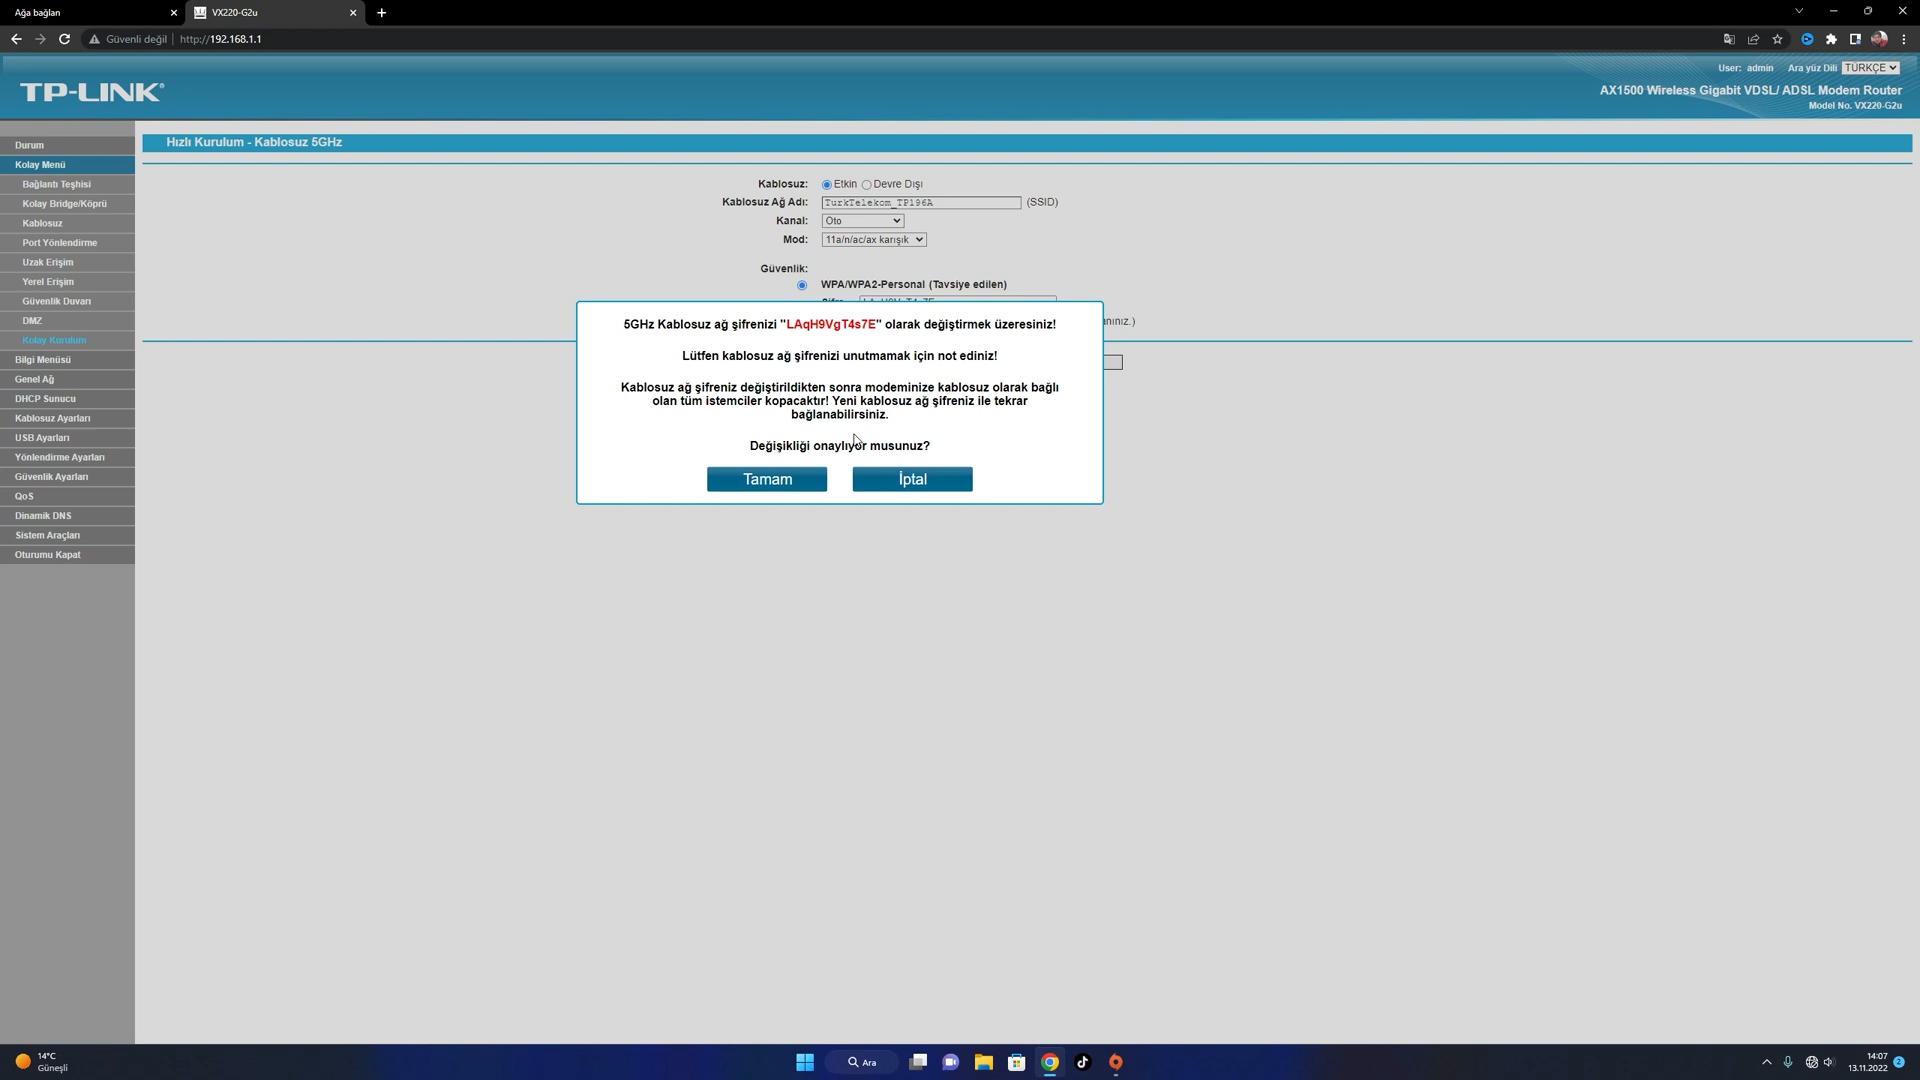 Ağa bağlan
VX220-G2u
Güvenli değil
http://192.168.1.1
User: admin
Ara yüz Dili
TÜRKÇE
TP-LINK®
AX1500 Wireless Gigabit VDSL/ ADSL Modem Router
Model No. VX220-G2u
Durum
Kolay Menü
Bağlantı Teşhisi
Kolay Bridge/Köprü
Kablosuz
Port Yönlendirme
Uzak Erişim
Yerel Erişim
Güvenlik Duvarı
DMZ
Kolay Kurulum
Bilgi Menüsü
Genel Ağ
DHCP Sunucu
Kablosuz Ayarları
USB Ayarları
Yönlendirme Ayarları
Güvenlik Ayarları
QoS
Dinamik DNS
Sistem Araçları
Oturumu Kapat
Hızlı Kurulum - Kablosuz 5GHz
Kablosuz: Etkin Devre Dışı
Kablosuz Ağ Adı: TurkTelekom_TP196A (SSID)
Kanal: Oto
Mod: 11a/n/ac/ax karışık
Güvenlik:
WPA/WPA2-Personal (Tavsiye edilen)
5GHz Kablosuz ağ şifrenizi "LAqH9VgT4s7E" olarak değiştirmek üzeresiniz!
Lütfen kablosuz ağ şifrenizi unutmamak için not ediniz!
Kablosuz ağ şifreniz değiştirildikten sonra modeminize kablosuz olarak bağlı
olan tüm istemciler kopacaktır! Yeni kablosuz ağ şifreniz ile tekrar
bağlanabilirsiniz.
Değişikliği onaylıyor musunuz?
Tamam
İptal
14°C
Güneşli
Ara
14:07
13.11.2022
2